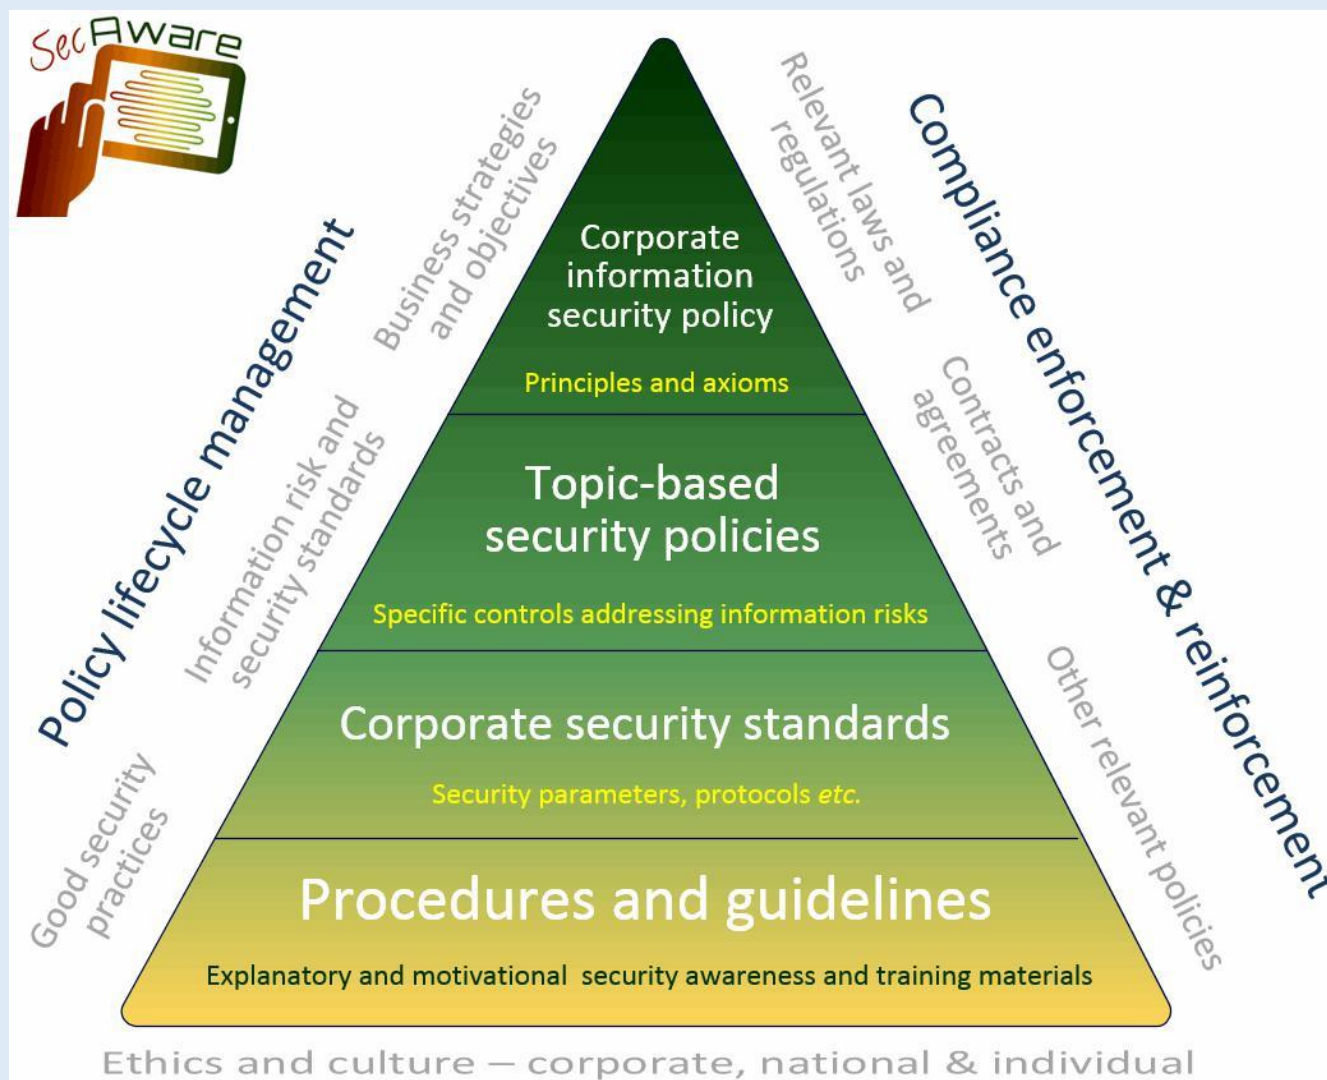 SecAware
Business strategies
and objectives
Relevant laws and
regulations
Policy lifecycle management
Compliance enforcement & reinforcement
Corporate
information
security policy
Principles and axioms
Information risk and
security standards
Contracts and
agreements
Topic-based
security policies
Specific controls addressing information risks
Corporate security standards
Security parameters, protocols etc.
Other relevant policies
Good security
practices
Procedures and guidelines
Explanatory and motivational security awareness and training materials
Ethics and culture – corporate, national & individual